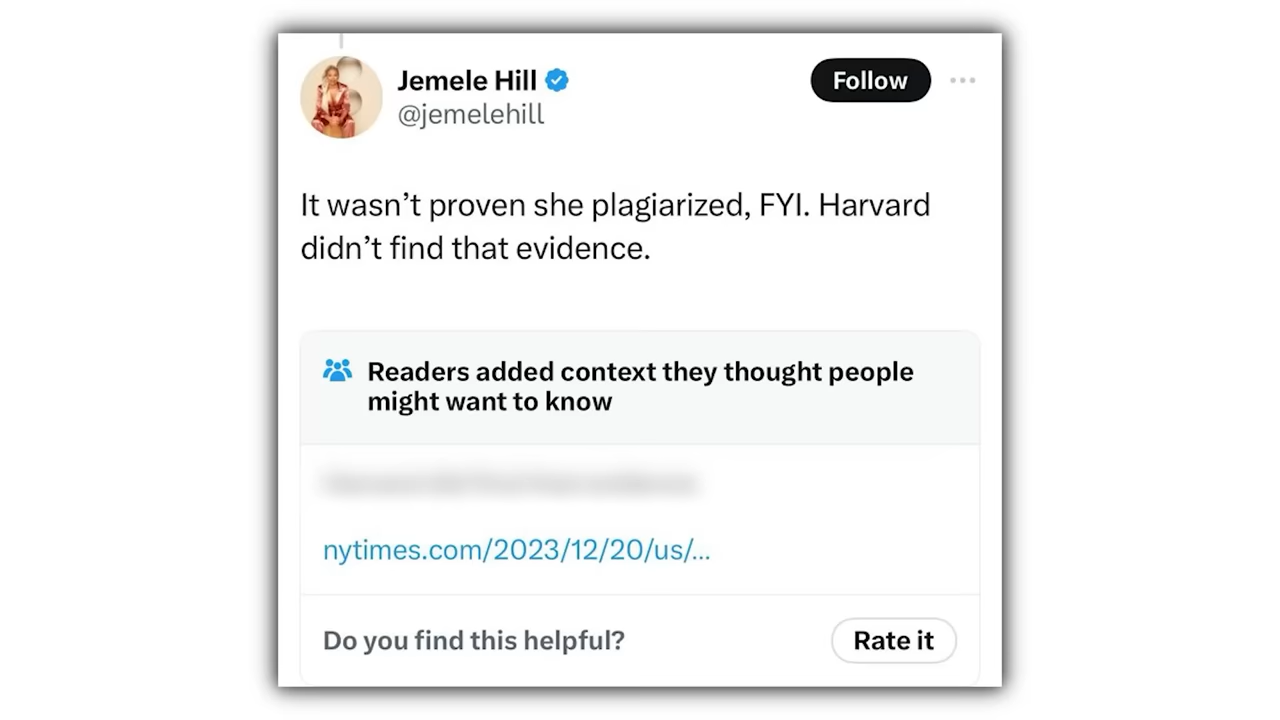 Jemele Hill
Follow
@jemelehill
It wasn’t proven she plagiarized, FYI. Harvard
didn’t find that evidence.
Readers added context they thought people
might want to know
nytimes.com/2023/12/20/us/...
Do you find this helpful?
Rate it